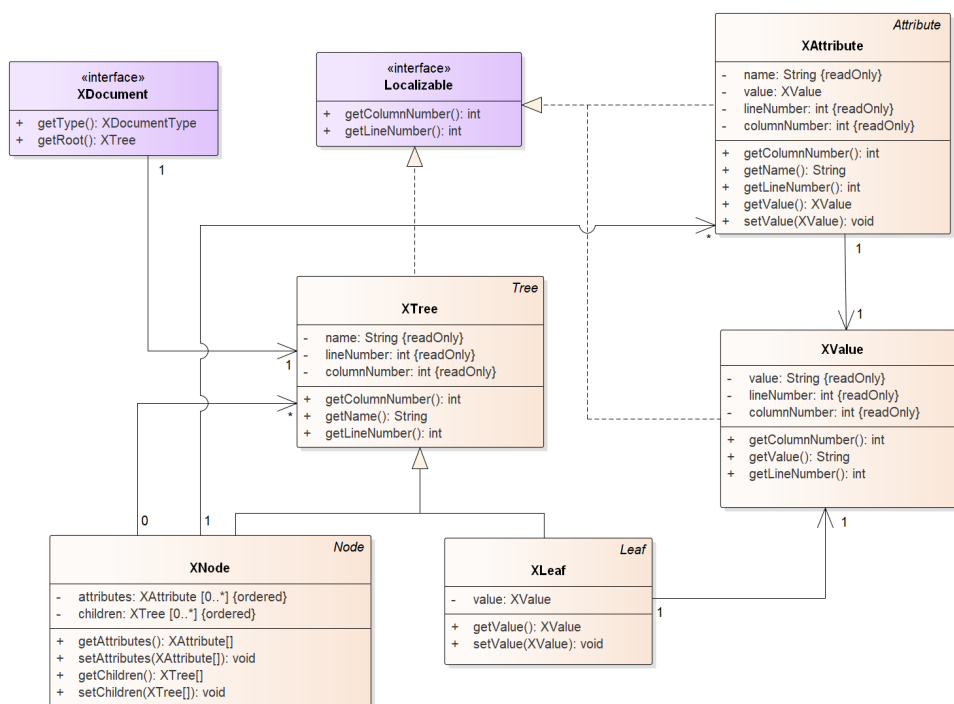 «interface»
XDocument
+ getType(): XDocumentType
+ getRoot(): XTree
1
«interface»
Localizable
+ getColumnNumber(): int
+ getLineNumber(): int
Attribute
XAttribute
- name: String {readOnly}
- value: XValue
- lineNumber: int {readOnly}
- columnNumber: int {readOnly}
+ getColumnNumber(): int
+ getName(): String
+ getLineNumber(): int
+ getValue(): XValue
+ setValue(XValue): void
*
1
1
Tree
XTree
- name: String {readOnly}
- lineNumber: int {readOnly}
- columnNumber: int {readOnly}
+ getColumnNumber(): int
+ getName(): String
+ getLineNumber(): int
1
*
XValue
- value: String {readOnly}
- lineNumber: int {readOnly}
- columnNumber: int {readOnly}
+ getColumnNumber(): int
+ getValue(): String
+ getLineNumber(): int
1
0
1
Node
XNode
- attributes: XAttribute [0..*] {ordered}
- children: XTree [0..*] {ordered}
+ getAttributes(): XAttribute[]
+ setAttributes(XAttribute[]): void
+ getChildren(): XTree[]
+ setChildren(XTree[]): void
Leaf
XLeaf
- value: XValue
+ getValue(): XValue
+ setValue(XValue): void
1